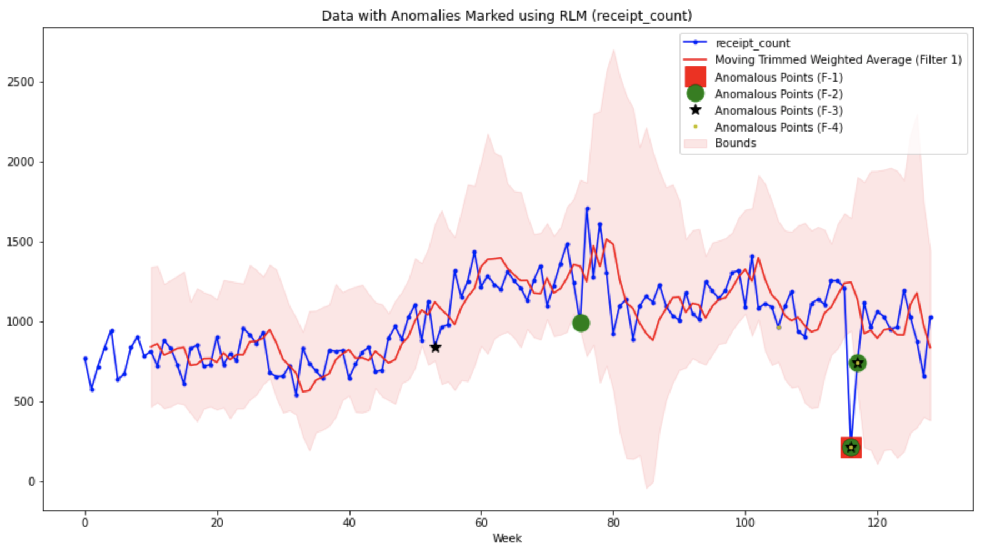 Data with Anomalies Marked using RLM (receipt_count)
receipt_count
Moving Trimmed Weighted Average (Filter 1)
Anomalous Points (F-1)
Anomalous Points (F-2)
Anomalous Points (F-3)
Anomalous Points (F-4)
Bounds
2500
2000
1500
1000
500
0
0 20 40 60 80 100 120
Week